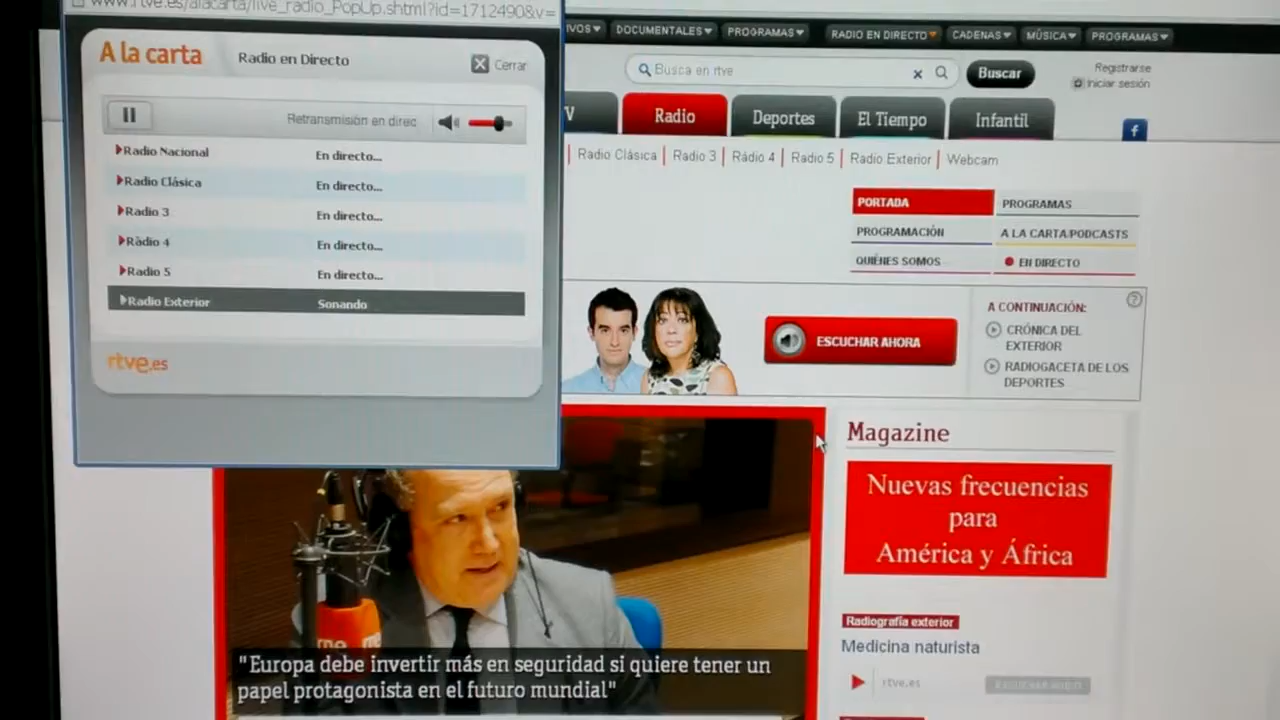 www.rtve.es/alacarta/live_radio_PopUp.shtml?id=1712490&v=
A la carta
Radio en Directo
Cerrar
Retransmisión en direc
Radio Nacional En directo...
Radio Clásica En directo...
Radio 3 En directo...
Ràdio 4 En directo...
Radio 5 En directo...
Radio Exterior Sonando
rtve.es
DOCUMENTALES PROGRAMAS RADIO EN DIRECTO CADENAS MÚSICA PROGRAMAS
Busca en rtve
Buscar
Registrarse
Iniciar sesión
Radio Deportes El Tiempo Infantil
f
Radio Clásica Radio 3 Ràdio 4 Radio 5 Radio Exterior Webcam
PORTADA PROGRAMAS
PROGRAMACIÓN A LA CARTA/PODCASTS
QUIÉNES SOMOS EN DIRECTO
ESCUCHAR AHORA
A CONTINUACIÓN:
CRÓNICA DEL
EXTERIOR
RADIOGACETA DE LOS
DEPORTES
?
Magazine
Nuevas frecuencias
para
América y África
Radiografía exterior
Medicina naturista
rtve.es
"Europa debe invertir más en seguridad si quiere tener un
papel protagonista en el futuro mundial"